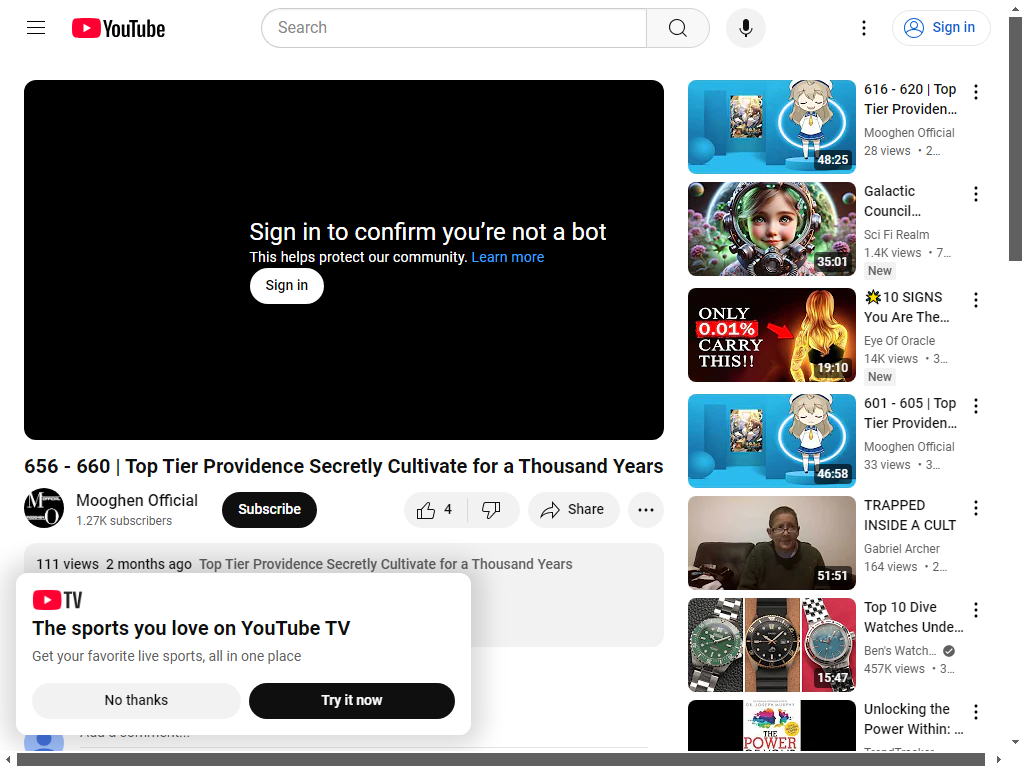 YouTube
Search
Sign in
Sign in to confirm you’re not a bot
This helps protect our community. Learn more
Sign in
656 - 660 | Top Tier Providence Secretly Cultivate for a Thousand Years
Mooghen Official
1.27K subscribers
Subscribe
4
Share
111 views 2 months ago Top Tier Providence Secretly Cultivate for a Thousand Years
TV
The sports you love on YouTube TV
Get your favorite live sports, all in one place
No thanks
Try it now
Add a comment...
48:25
616 - 620 | Top
Tier Providen...
Mooghen Official
28 views • 2...
35:01
Galactic
Council...
Sci Fi Realm
1.4K views • 7...
New
ONLY
0.01%
CARRY
THIS!!
19:10
💥10 SIGNS
You Are The...
Eye Of Oracle
14K views • 3...
New
46:58
601 - 605 | Top
Tier Providen...
Mooghen Official
33 views • 3...
51:51
TRAPPED
INSIDE A CULT
Gabriel Archer
164 views • 2...
15:47
Top 10 Dive
Watches Unde...
Ben's Watch...
457K views • 3...
DR. JOSEPH MURPHY
THE
POWER
Unlocking the
Power Within: ...
TrendTracker